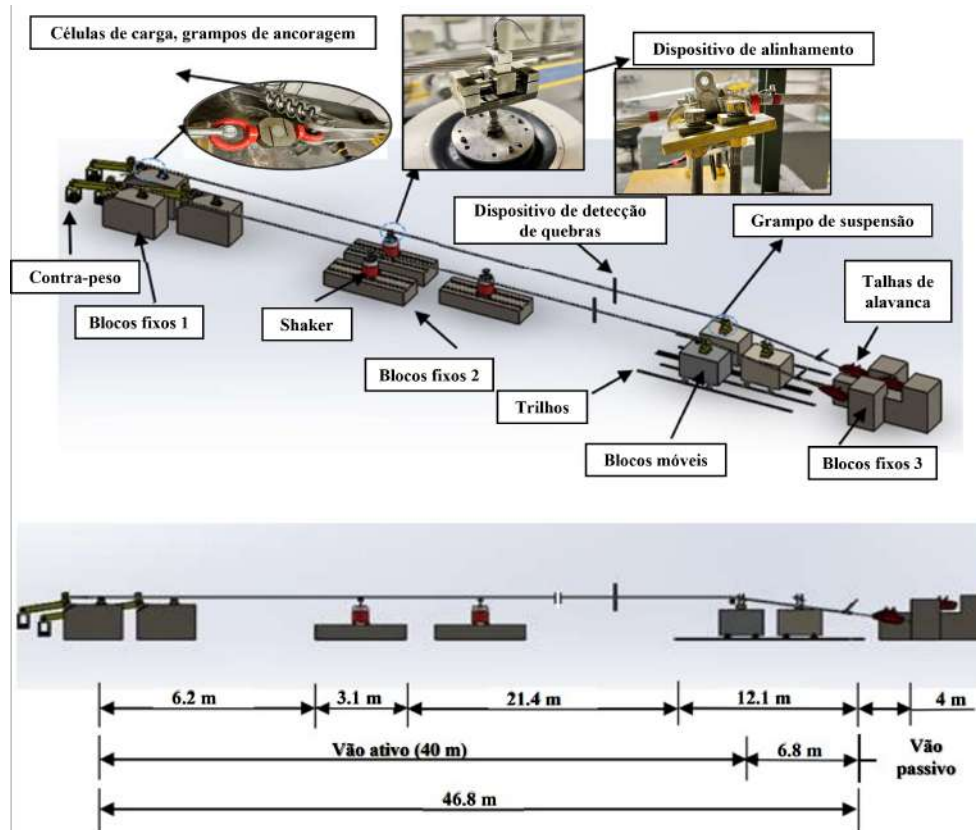 Células de carga, grampos de ancoragem
Dispositivo de alinhamento
Dispositivo de detecção
de quebras
Grampo de suspensão
Contra-peso
Blocos fixos 1
Shaker
Blocos fixos 2
Talhas de
alavanca
Trilhos
Blocos móveis
Blocos fixos 3
6.2 m
3.1 m
21.4 m
12.1 m
4 m
Vão ativo (40 m)
6.8 m
Vão
passivo
46.8 m